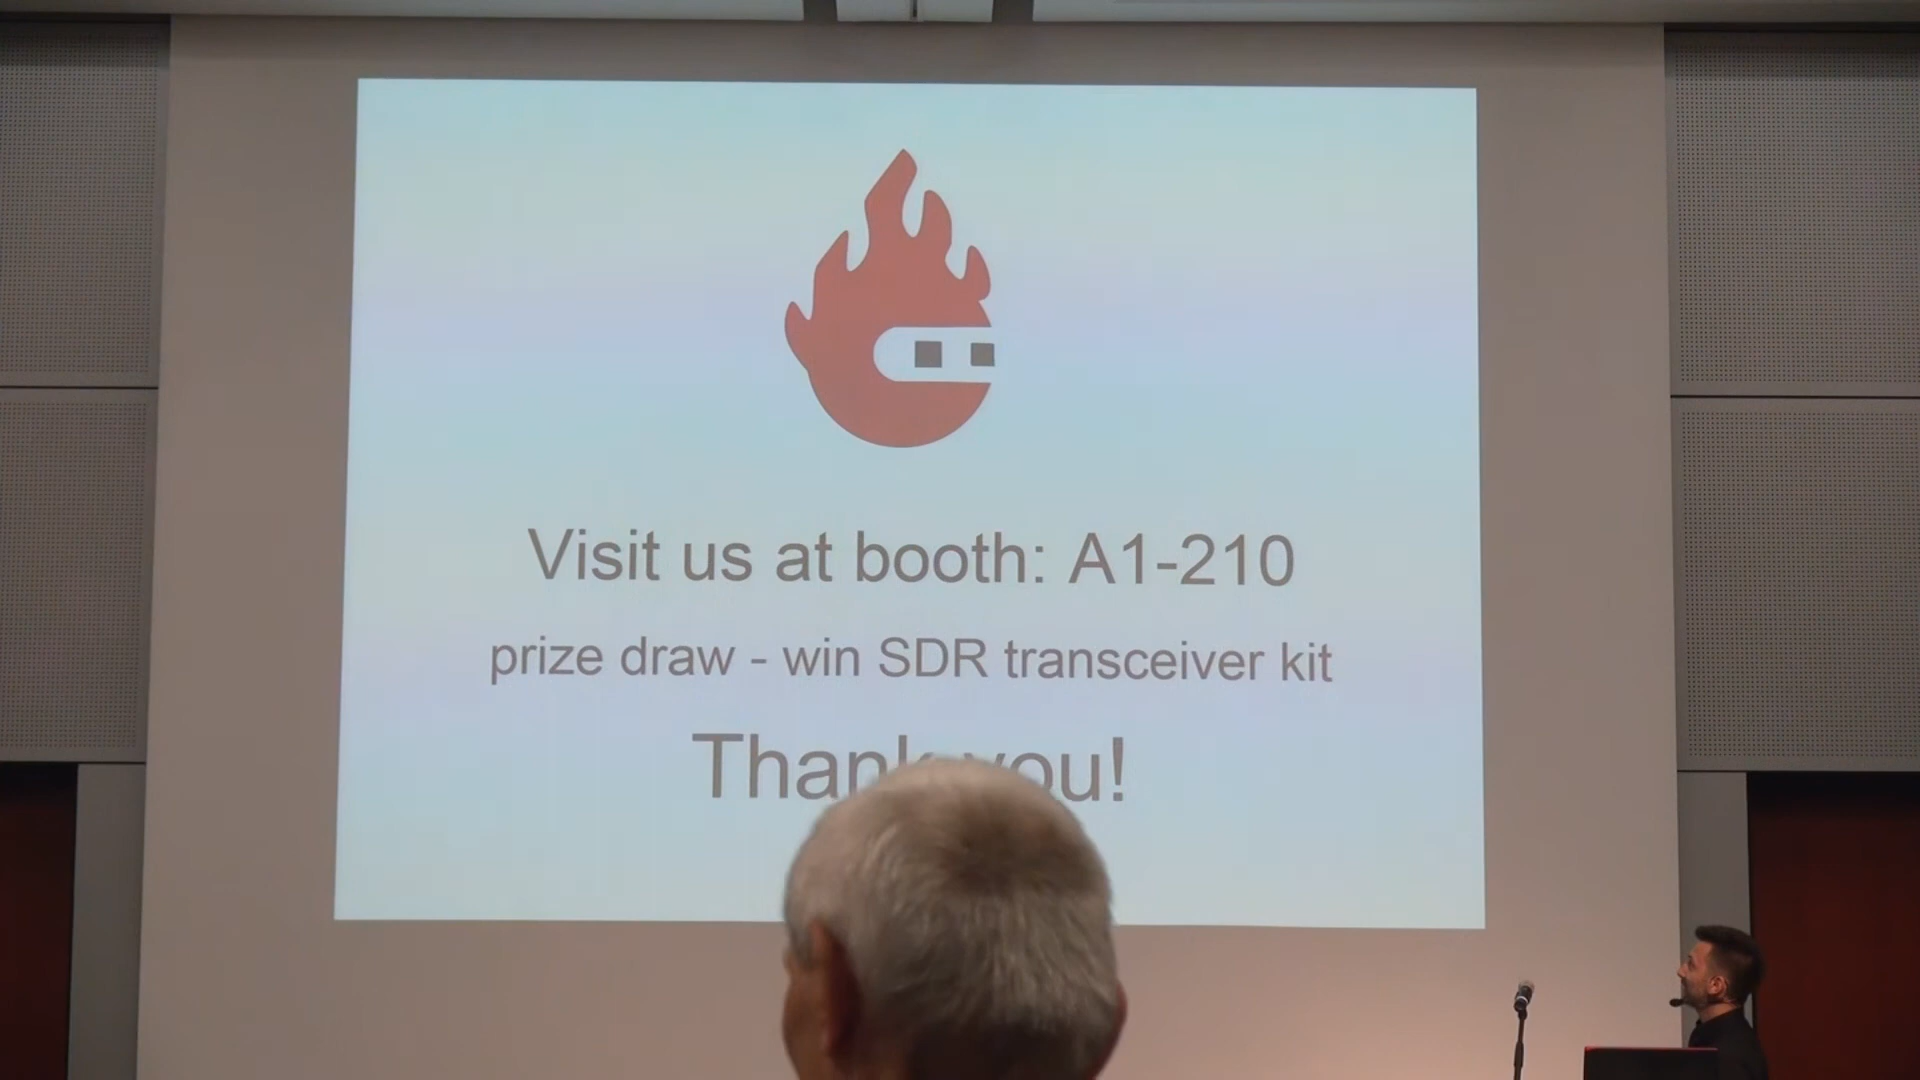 Visit us at booth: A1-210
prize draw - win SDR transceiver kit
Thank you!